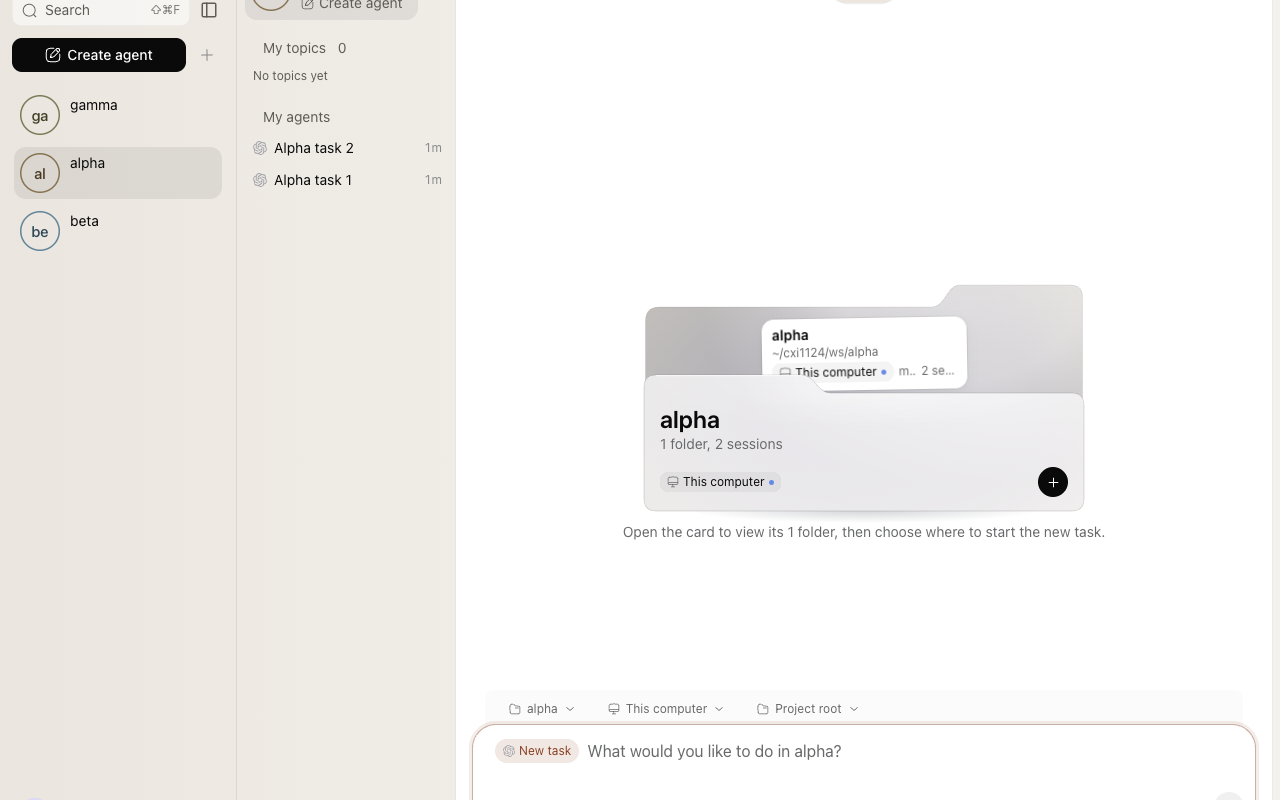 Search ⇧⌘F
Create agent
ga gamma
al alpha
be beta
Create agent
My topics 0
No topics yet
My agents
Alpha task 2 1m
Alpha task 1 1m
alpha
~/cxi1124/ws/alpha
This computer m.. 2 se...
alpha
1 folder, 2 sessions
This computer
Open the card to view its 1 folder, then choose where to start the new task.
alpha This computer Project root
New task What would you like to do in alpha?